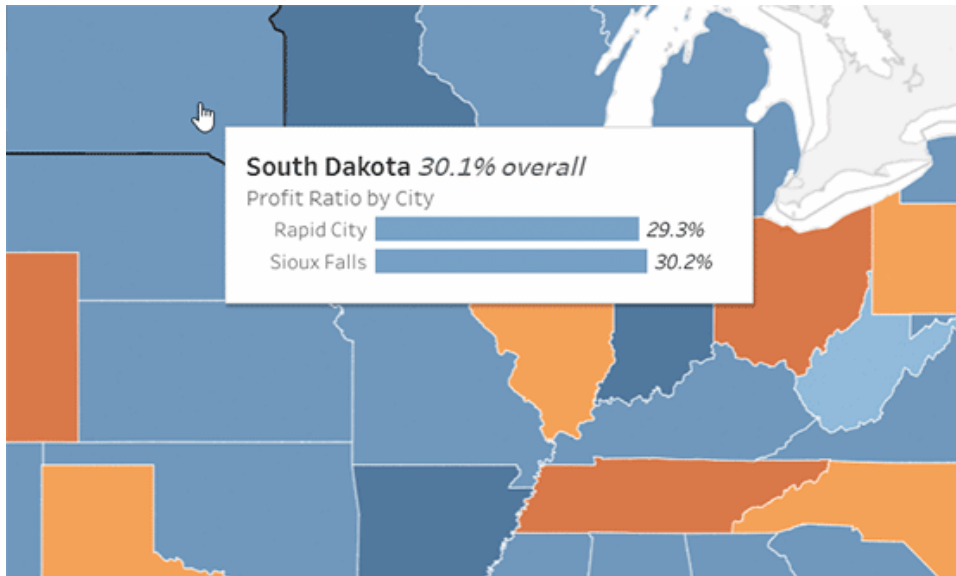 South Dakota 30.1% overall
Profit Ratio by City
Rapid City 29.3%
Sioux Falls 30.2%